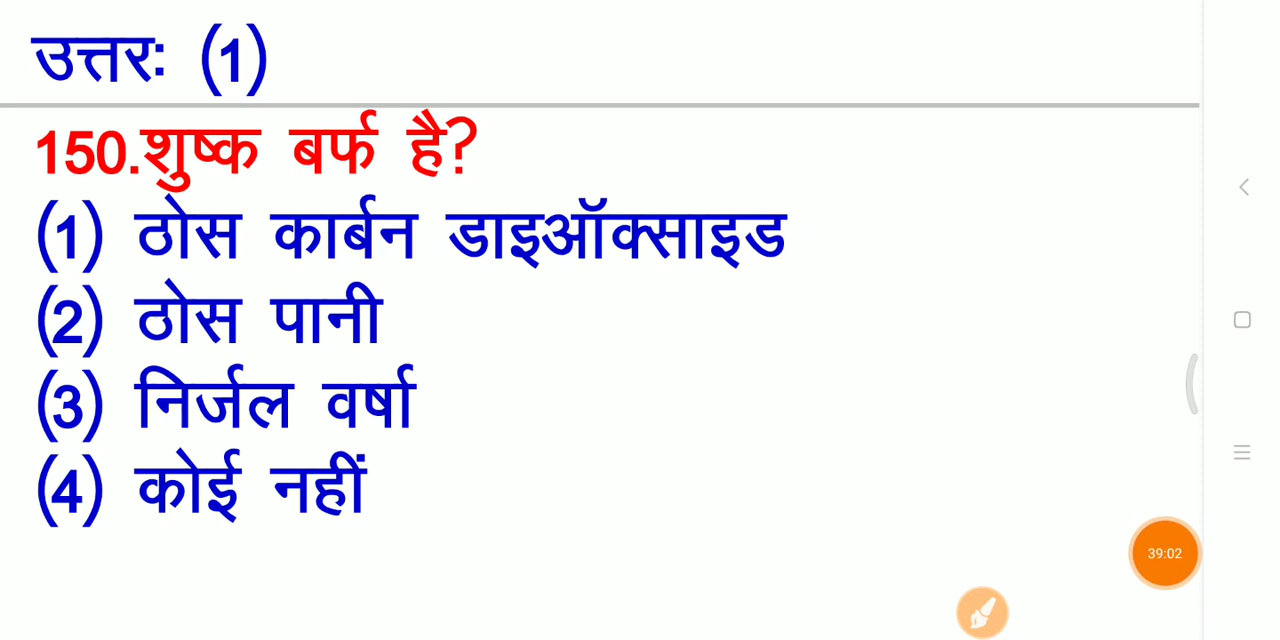 उत्तरः (1)
150.शुष्क बर्फ है?
(1) ठोस कार्बन डाइऑक्साइड
(2) ठोस पानी
(3) निर्जल वर्षा
(4) कोई नहीं
39:02